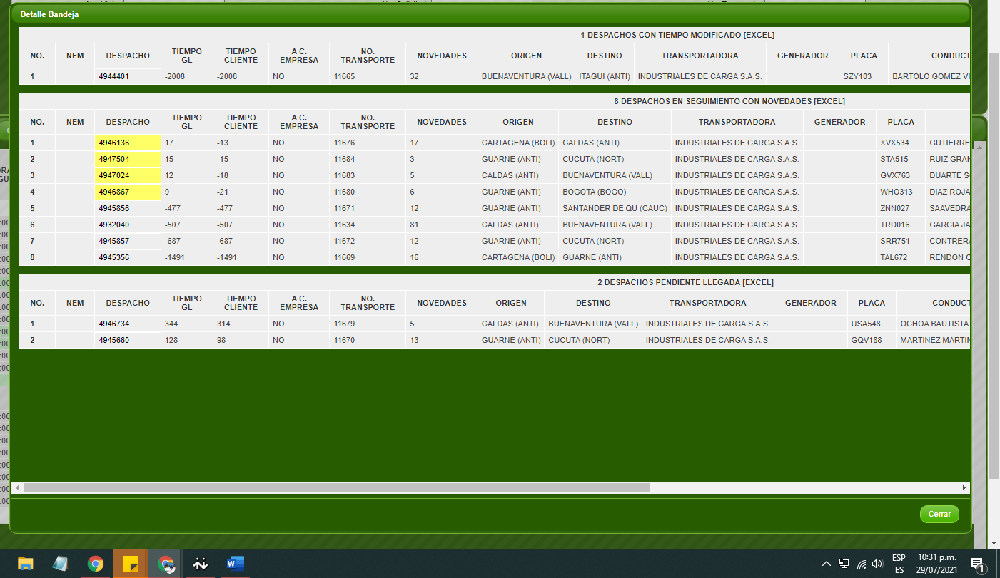 Detalle Bandeja
1 DESPACHOS CON TIEMPO MODIFICADO [EXCEL]
NO. NEM DESPACHO TIEMPO GL TIEMPO CLIENTE A C. EMPRESA NO. TRANSPORTE NOVEDADES ORIGEN DESTINO TRANSPORTADORA GENERADOR PLACA CONDUCT
1 4944401 -2008 -2008 NO 11665 32 BUENAVENTURA (VALL) ITAGUI (ANTI) INDUSTRIALES DE CARGA S.A.S. SZY103 BARTOLO GOMEZ VI
8 DESPACHOS EN SEGUIMIENTO CON NOVEDADES [EXCEL]
NO. NEM DESPACHO TIEMPO GL TIEMPO CLIENTE A C. EMPRESA NO. TRANSPORTE NOVEDADES ORIGEN DESTINO TRANSPORTADORA GENERADOR PLACA
1 4946136 17 -13 NO 11676 17 CARTAGENA (BOLI) CALDAS (ANTI) INDUSTRIALES DE CARGA S.A.S. XVX534 GUTIERRE
2 4947504 15 -15 NO 11684 3 GUARNE (ANTI) CUCUTA (NORT) INDUSTRIALES DE CARGA S.A.S. STA515 RUIZ GRAN
3 4947024 12 -18 NO 11683 5 CALDAS (ANTI) BUENAVENTURA (VALL) INDUSTRIALES DE CARGA S.A.S. GVX763 DUARTE S
4 4946867 9 -21 NO 11680 6 GUARNE (ANTI) BOGOTA (BOGO) INDUSTRIALES DE CARGA S.A.S. WHO313 DIAZ ROJA
5 4945856 -477 -477 NO 11671 12 GUARNE (ANTI) SANTANDER DE QU (CAUC) INDUSTRIALES DE CARGA S.A.S. ZNN027 SAAVEDRA
6 4932040 -507 -507 NO 11634 81 CALDAS (ANTI) BUENAVENTURA (VALL) INDUSTRIALES DE CARGA S.A.S. TRD016 GARCIA JA
7 4945857 -687 -687 NO 11672 12 GUARNE (ANTI) CUCUTA (NORT) INDUSTRIALES DE CARGA S.A.S. SRR751 CONTRER
8 4945356 -1491 -1491 NO 11669 16 CARTAGENA (BOLI) GUARNE (ANTI) INDUSTRIALES DE CARGA S.A.S. TAL672 RENDON C
2 DESPACHOS PENDIENTE LLEGADA [EXCEL]
NO. NEM DESPACHO TIEMPO GL TIEMPO CLIENTE A C. EMPRESA NO. TRANSPORTE NOVEDADES ORIGEN DESTINO TRANSPORTADORA GENERADOR PLACA CONDUCT
1 4946734 344 314 NO 11679 5 CALDAS (ANTI) BUENAVENTURA (VALL) INDUSTRIALES DE CARGA S.A.S. USA548 OCHOA BAUTISTA
2 4945660 128 98 NO 11670 13 GUARNE (ANTI) CUCUTA (NORT) INDUSTRIALES DE CARGA S.A.S. GQV188 MARTINEZ MARTIN
Cerrar
ESP 10:31 p.m.
ES 29/07/2021 1